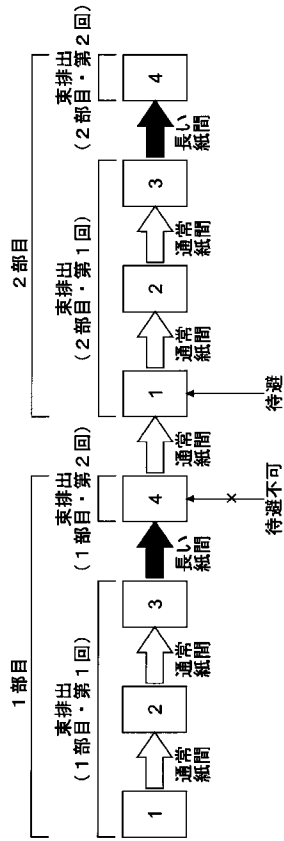 1部目
2部目
束排出
(1部目・第1回)
束排出
(1部目・第2回)
束排出
(2部目・第1回)
束排出
(2部目・第2回)
1
2
3
4
1
2
3
4
通常
紙間
通常
紙間
長い
紙間
通常
紙間
通常
紙間
通常
紙間
長い
紙間
×
待避不可
待避